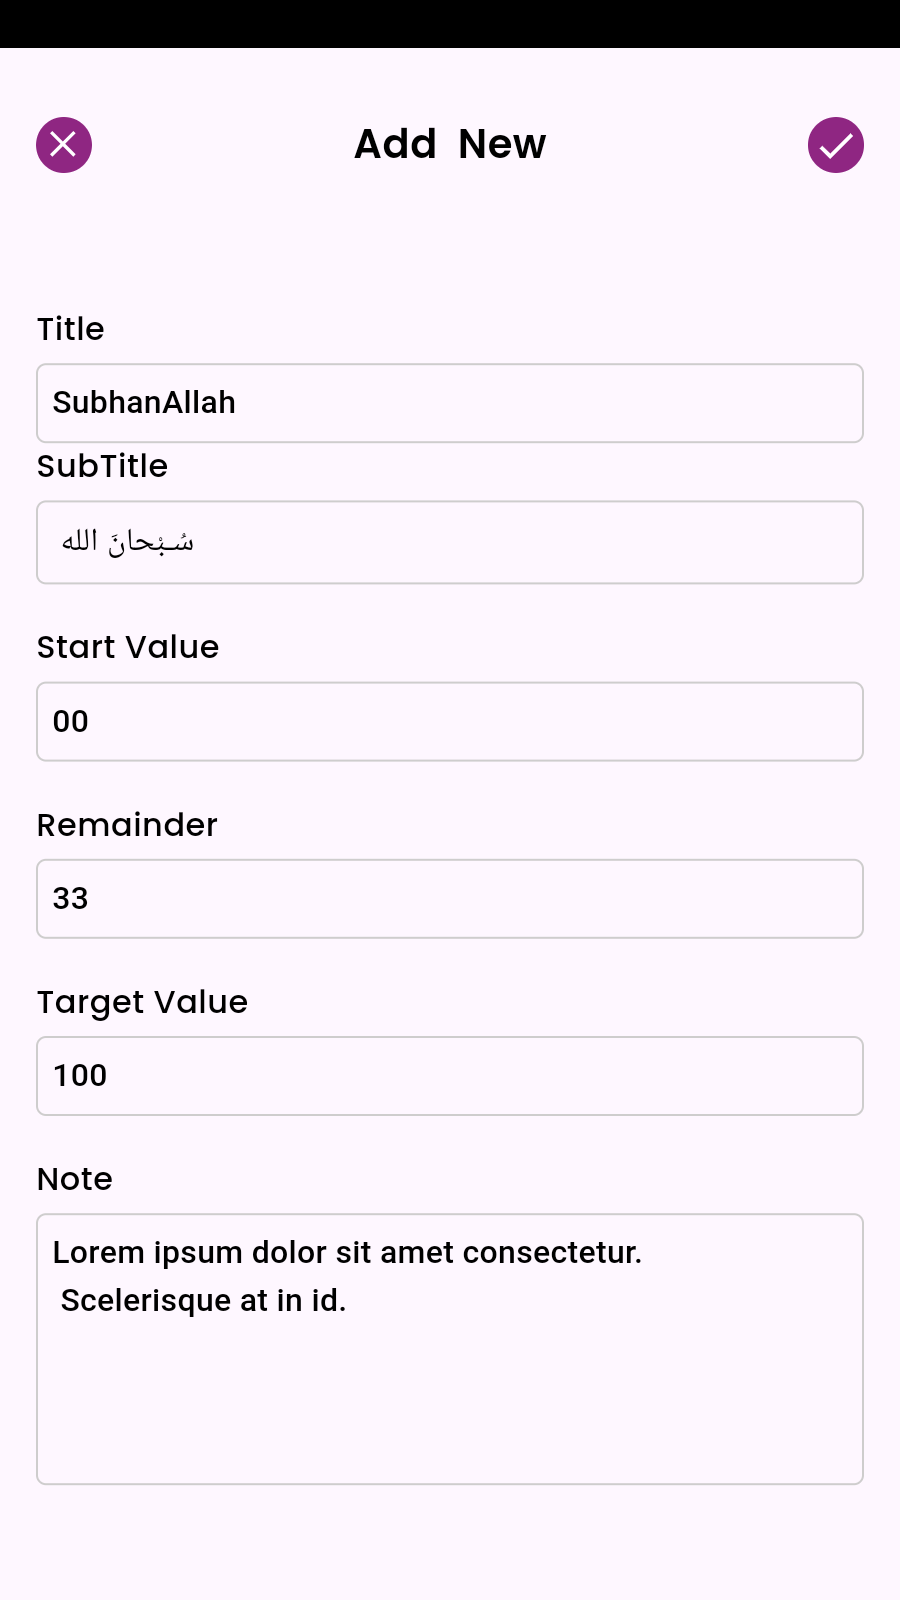 Add New
Title
SubhanAllah
SubTitle
سُـبْحانَ الله
Start Value
00
Remainder
33
Target Value
100
Note
Lorem ipsum dolor sit amet consectetur.
Scelerisque at in id.